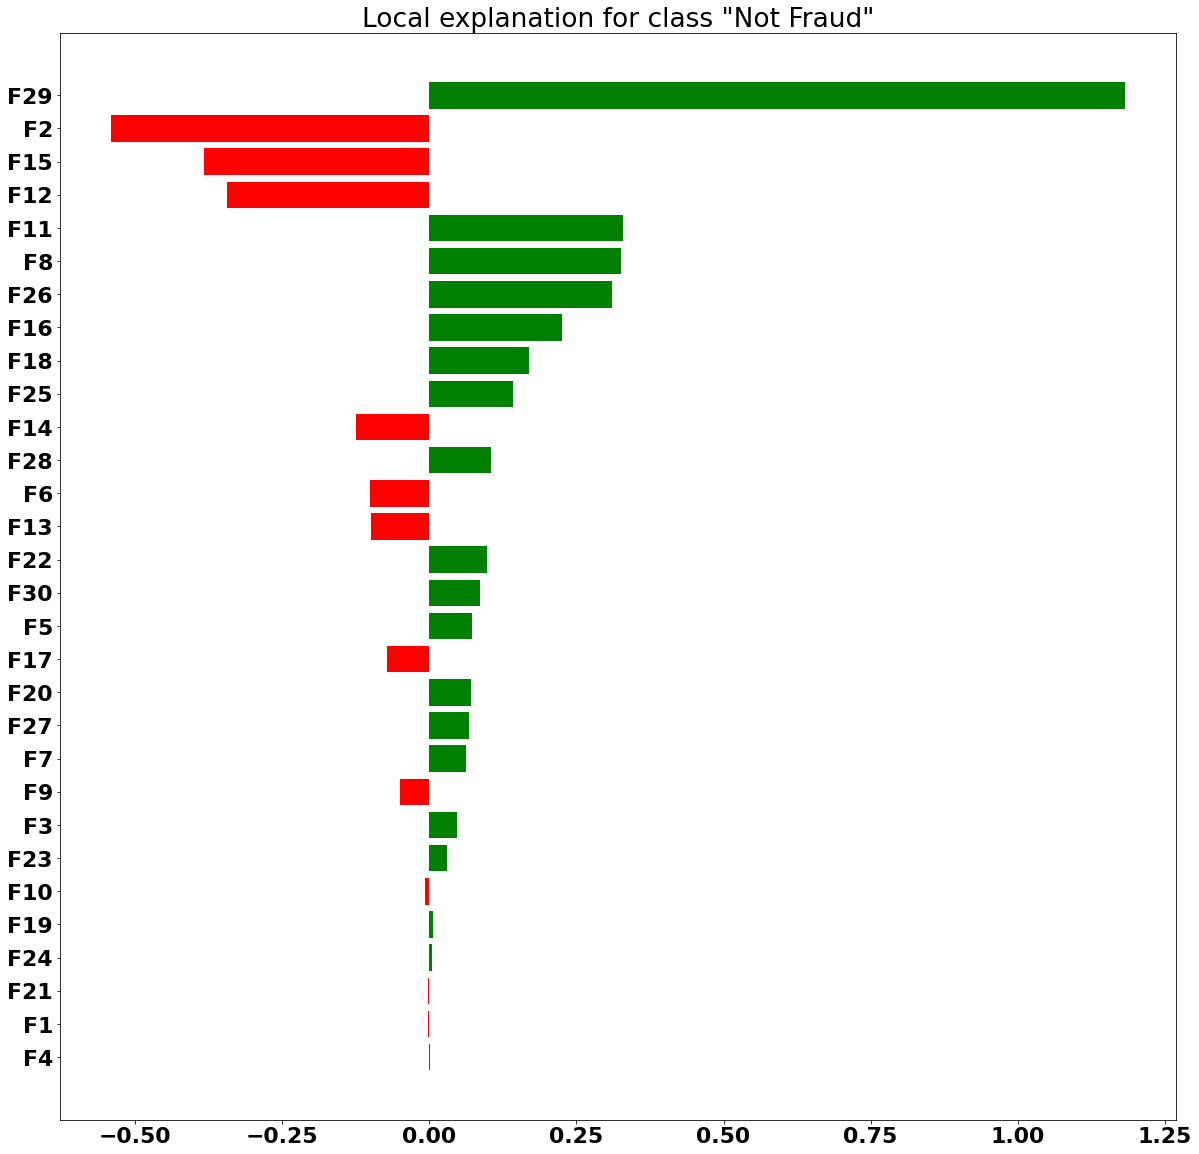 Local explanation for class "Not Fraud"
F29
F2
F15
F12
F11
F8
F26
F16
F18
F25
F14
F28
F6
F13
F22
F30
F5
F17
F20
F27
F7
F9
F3
F23
F10
F19
F24
F21
F1
F4
−0.50 −0.25 0.00 0.25 0.50 0.75 1.00 1.25